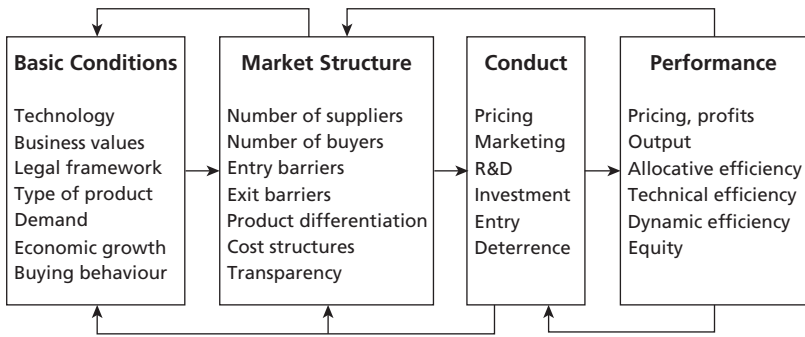 Basic Conditions
Technology
Business values
Legal framework
Type of product
Demand
Economic growth
Buying behaviour
Market Structure
Number of suppliers
Number of buyers
Entry barriers
Exit barriers
Product differentiation
Cost structures
Transparency
Conduct
Pricing
Marketing
R&D
Investment
Entry
Deterrence
Performance
Pricing, profits
Output
Allocative efficiency
Technical efficiency
Dynamic efficiency
Equity